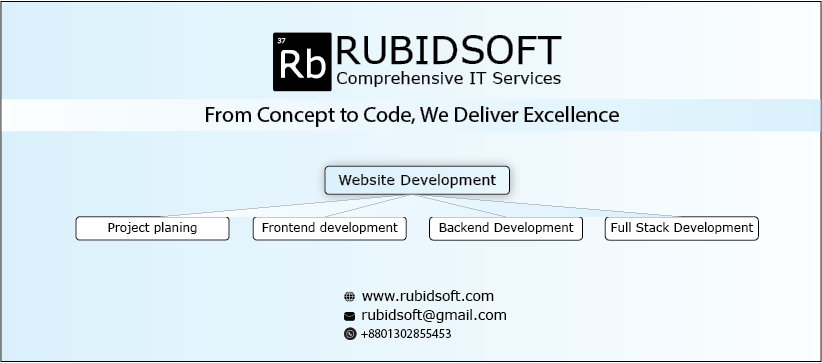 37
Rb
RUBIDSOFT
Comprehensive IT Services
From Concept to Code, We Deliver Excellence
Website Development
Project planing
Frontend development
Backend Development
Full Stack Development
www.rubidsoft.com
rubidsoft@gmail.com
+8801302855453